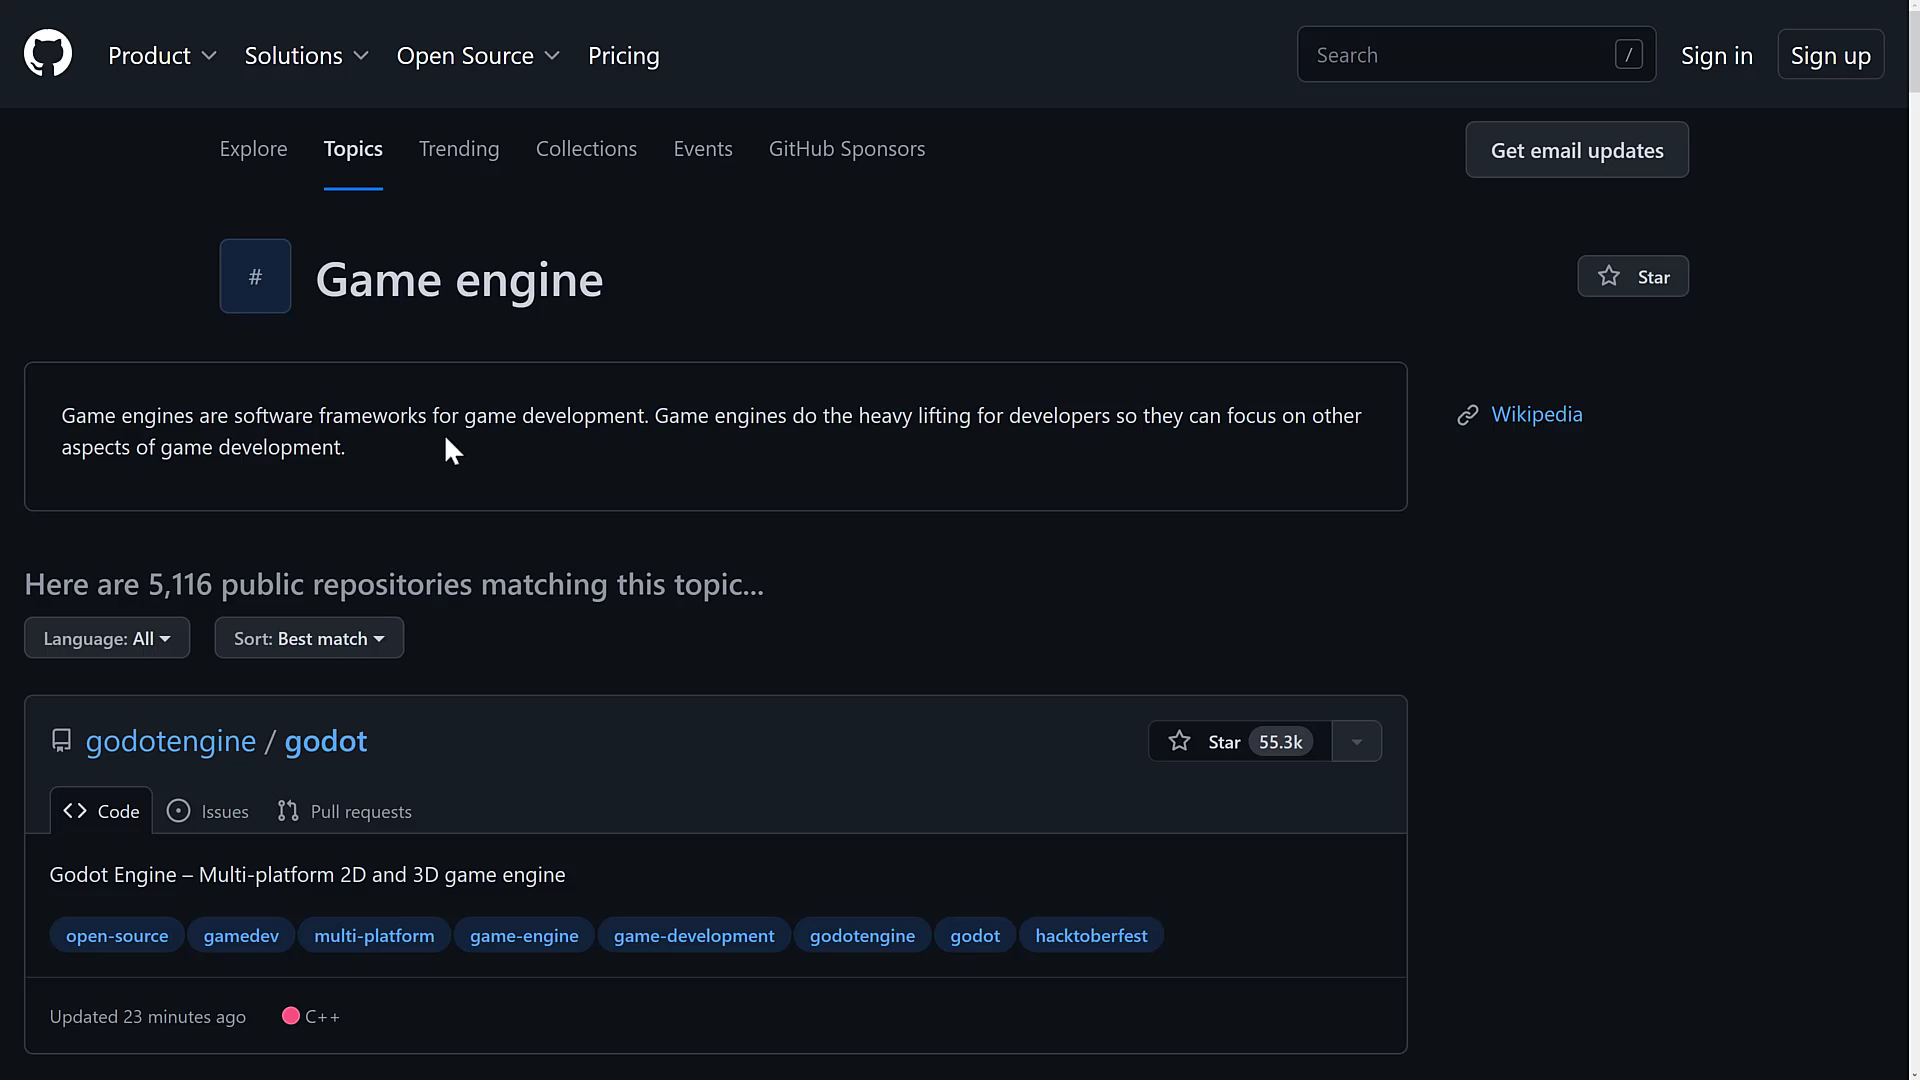 Product Solutions Open Source Pricing Search / Sign in Sign up
Explore Topics Trending Collections Events GitHub Sponsors Get email updates
# Game engine Star
Game engines are software frameworks for game development. Game engines do the heavy lifting for developers so they can focus on other
aspects of game development.
Wikipedia
Here are 5,116 public repositories matching this topic...
Language: All Sort: Best match
godotengine / godot Star 55.3k
Code Issues Pull requests
Godot Engine – Multi-platform 2D and 3D game engine
open-source gamedev multi-platform game-engine game-development godotengine godot hacktoberfest
Updated 23 minutes ago C++